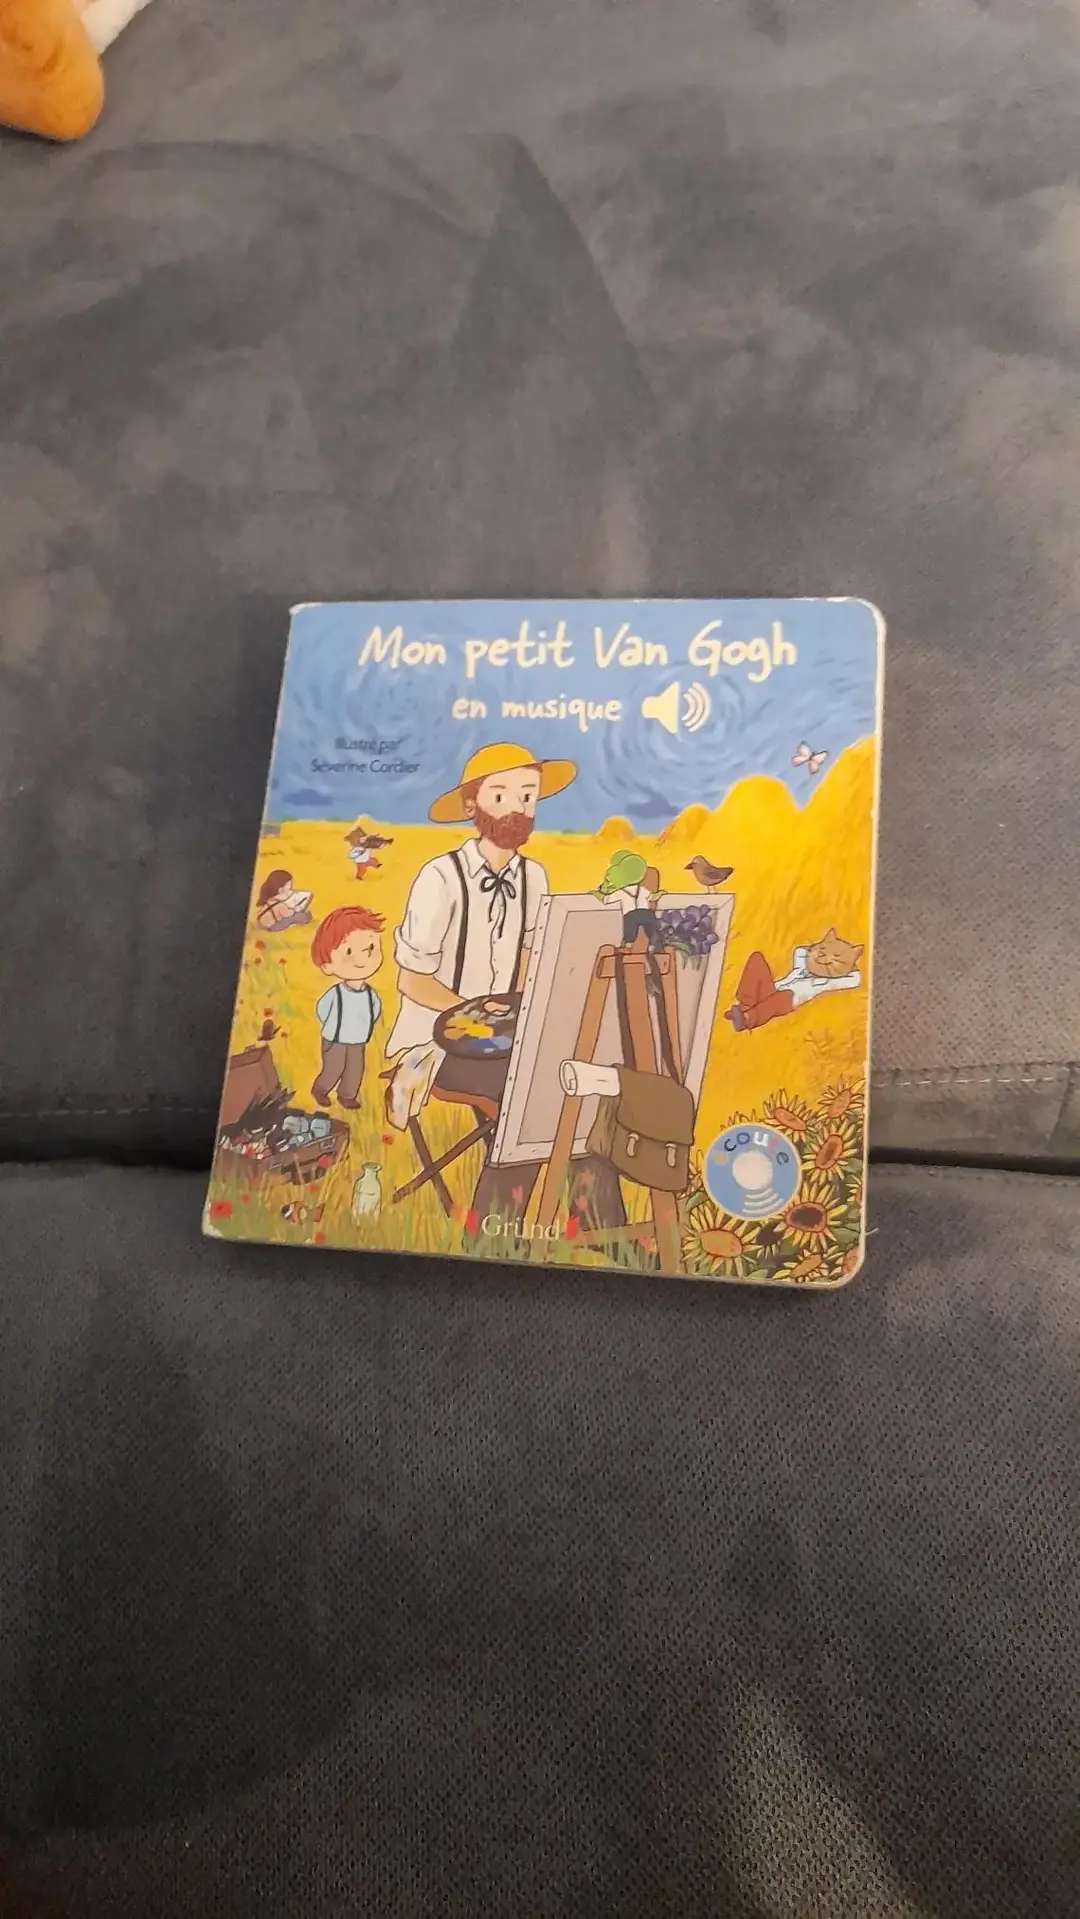 Mon petit Van Gogh
en musique
Illustré par
Séverine Cordier
écoute
Gründ